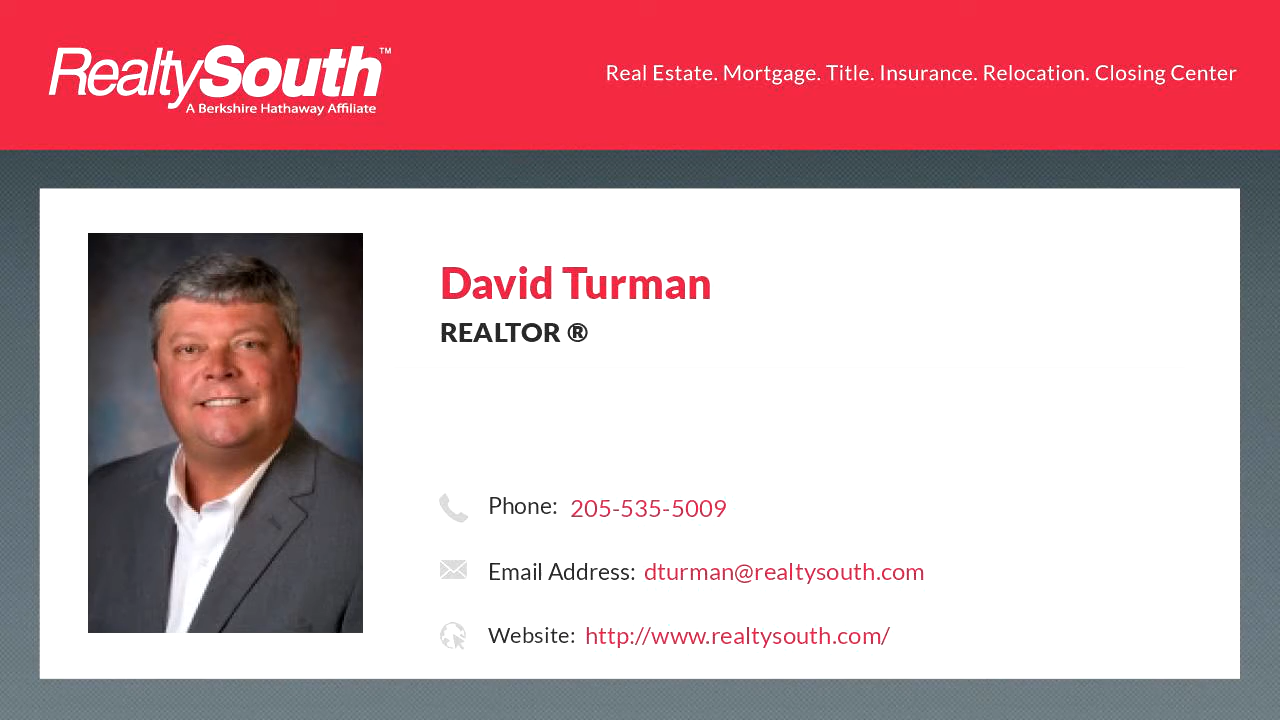 RealtySouth™
A Berkshire Hathaway Affiliate
Real Estate. Mortgage. Title. Insurance. Relocation. Closing Center
David Turman
REALTOR ®
Phone: 205-535-5009
Email Address: dturman@realtysouth.com
Website: http://www.realtysouth.com/